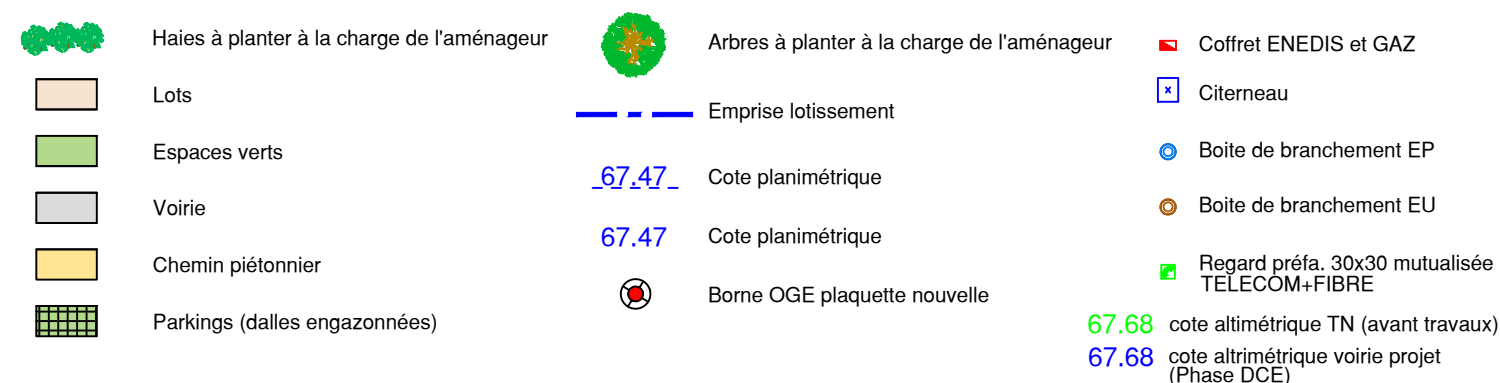 Haies à planter à la charge de l'aménageur
Lots
Espaces verts
Voirie
Chemin piétonnier
Parkings (dalles engazonnées)
Arbres à planter à la charge de l'aménageur
Emprise lotissement
67.47 Cote planimétrique
67.47 Cote planimétrique
Borne OGE plaquette nouvelle
Coffret ENEDIS et GAZ
x Citerneau
Boite de branchement EP
Boite de branchement EU
Regard préfa. 30x30 mutualisée
TELECOM+FIBRE
67.68 cote altimétrique TN (avant travaux)
67.68 cote altrimétrique voirie projet
(Phase DCE)